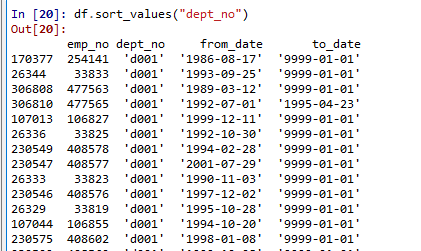 In [20]: df.sort_values("dept_no")
Out[20]:
emp_no dept_no from_date to_date
170377 254141 'd001' '1986-08-17' '9999-01-01'
26344 33833 'd001' '1993-09-25' '9999-01-01'
306808 477563 'd001' '1989-03-12' '9999-01-01'
306810 477565 'd001' '1992-07-01' '1995-04-23'
107013 106827 'd001' '1999-12-11' '9999-01-01'
26336 33825 'd001' '1992-10-30' '9999-01-01'
230549 408578 'd001' '1994-02-28' '9999-01-01'
230547 408577 'd001' '2001-07-29' '9999-01-01'
26333 33823 'd001' '1990-11-03' '9999-01-01'
230546 408576 'd001' '1997-12-02' '9999-01-01'
26329 33819 'd001' '1995-10-28' '9999-01-01'
107044 106855 'd001' '1994-10-20' '9999-01-01'
230575 408602 'd001' '1998-01-08' '9999-01-01'